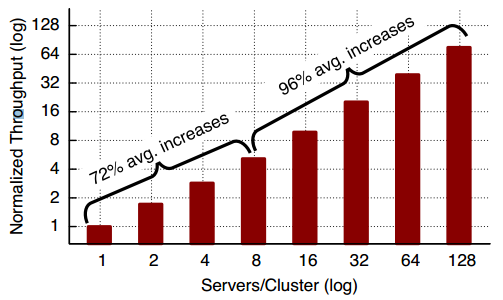 Normalized Throughput (log)
128
64
32
16
8
4
2
1
72% avg. increases
96% avg. increases
1 2 4 8 16 32 64 128
Servers/Cluster (log)